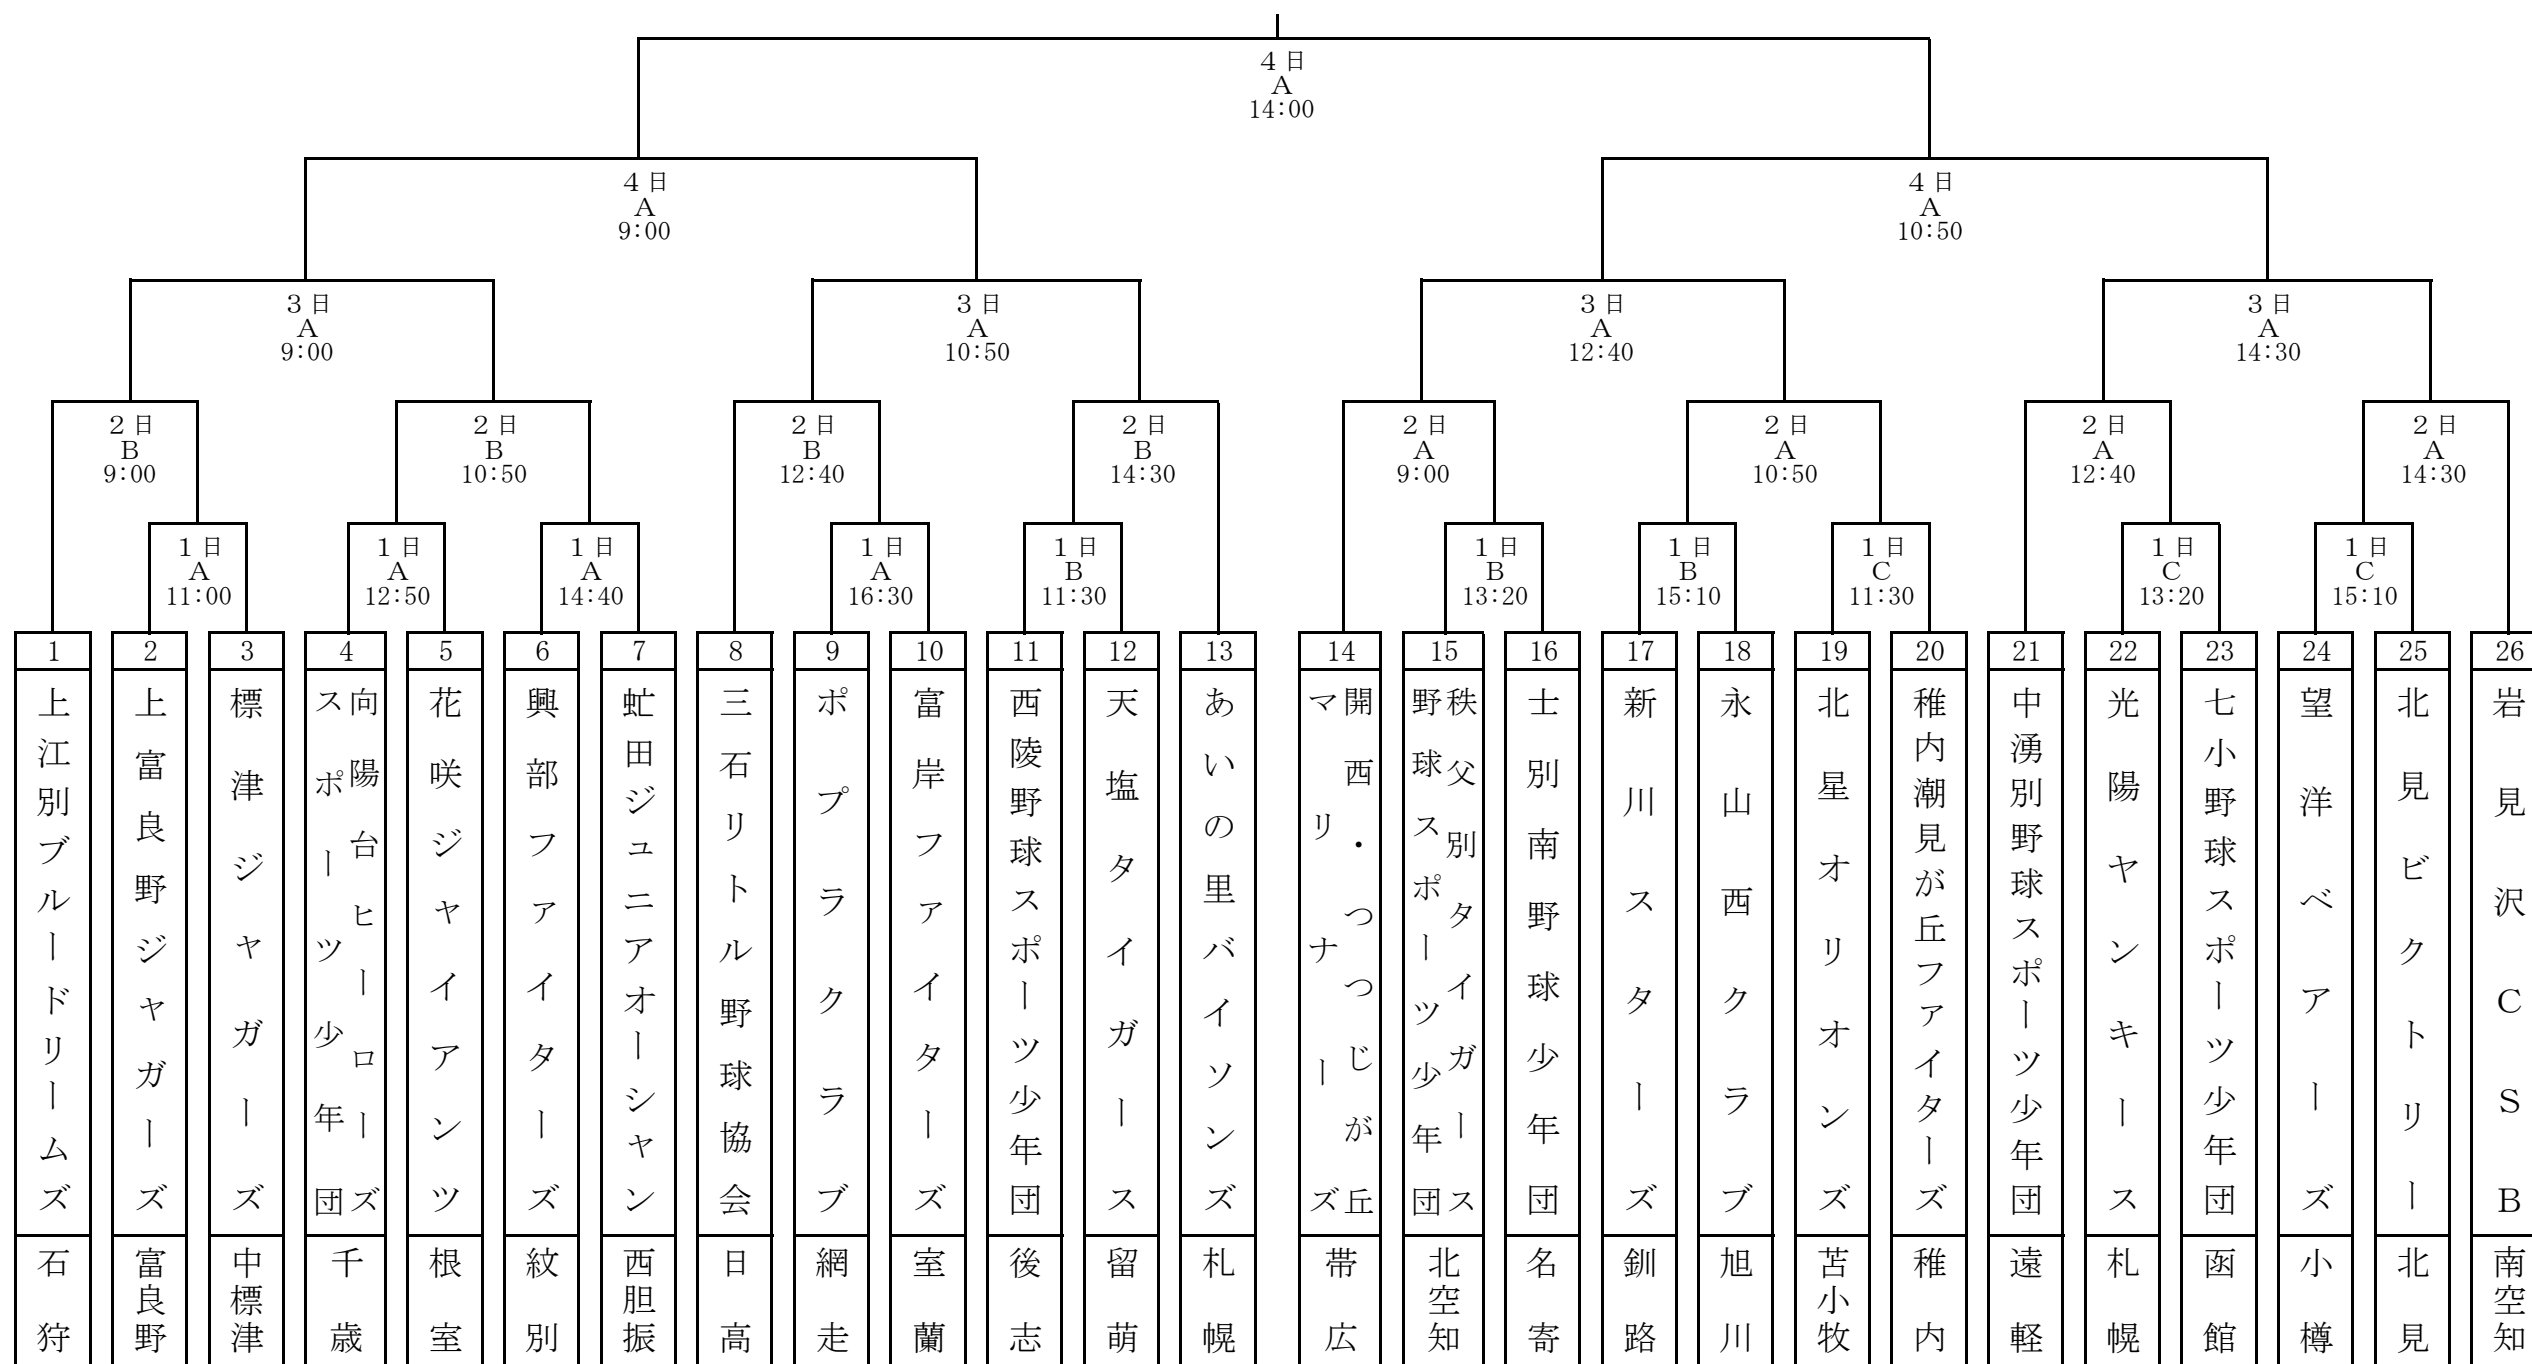 ４日
A
14：00
４日
A
9：00
４日
A
10：50
３日
A
9：00
３日
A
10：50
３日
A
12：40
３日
A
14：30
２日
B
9：00
２日
B
10：50
２日
B
12：40
２日
B
14：30
２日
A
9：00
２日
A
10：50
２日
A
12：40
２日
A
14：30
１日
A
11：00
１日
A
12：50
１日
A
14：40
１日
A
16：30
１日
B
11：30
１日
B
13：20
１日
B
15：10
１日
C
11：30
１日
C
13：20
１日
C
15：10
1
上江別ブルードリームズ
石狩
2
上富良野ジャガーズ
富良野
3
標津ジャガーズ
中標津
4
向陽台ヒーローズ
スポーツ少年団
千歳
5
花咲ジャイアンツ
根室
6
興部ファイターズ
紋別
7
虻田ジュニアオーシャン
西胆振
8
三石リトル野球協会
日高
9
ポプラクラブ
網走
10
富岸ファイターズ
室蘭
11
西陵野球スポーツ少年団
後志
12
天塩タイガース
留萌
13
あいの里バイソンズ
札幌
14
開西・つつじが丘
マリナーズ
帯広
15
秩父別タイガース
野球スポーツ少年団
北空知
16
士別南野球少年団
名寄
17
新川スターズ
釧路
18
永山西クラブ
旭川
19
北星オリオンズ
苫小牧
20
稚内潮見が丘ファイターズ
稚内
21
中湧別野球スポーツ少年団
遠軽
22
光陽ヤンキース
札幌
23
七小野球スポーツ少年団
函館
24
望洋ベアーズ
小樽
25
北見ビクトリー
北見
26
岩見沢CSB
南空知